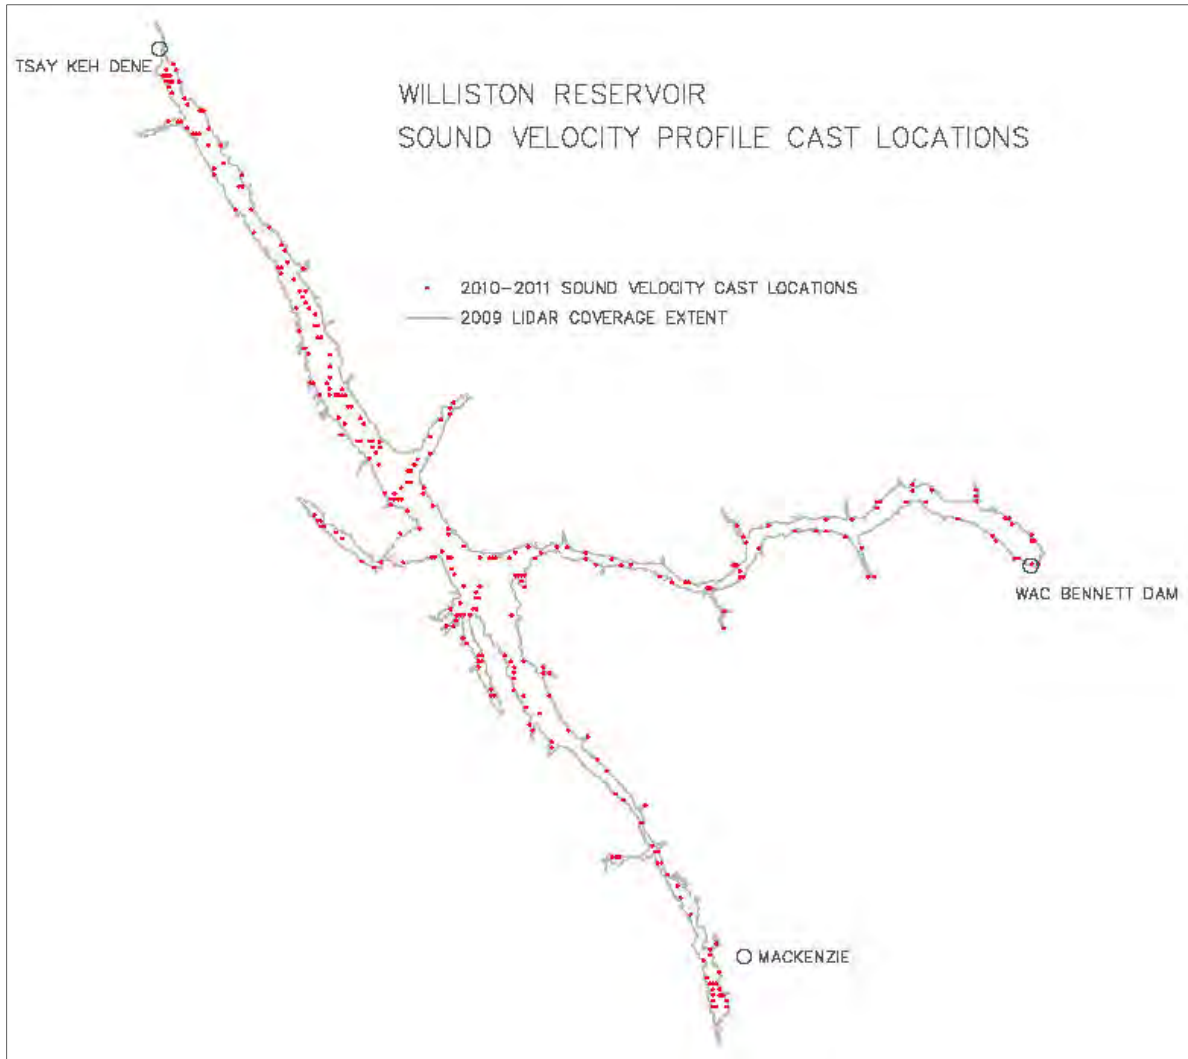 TSAY KEH DENE
WILLISTON RESERVOIR
SOUND VELOCITY PROFILE CAST LOCATIONS
2010-2011 SOUND VELOCITY CAST LOCATIONS
2009 LIDAR COVERAGE EXTENT
WAC BENNETT DAM
MACKENZIE